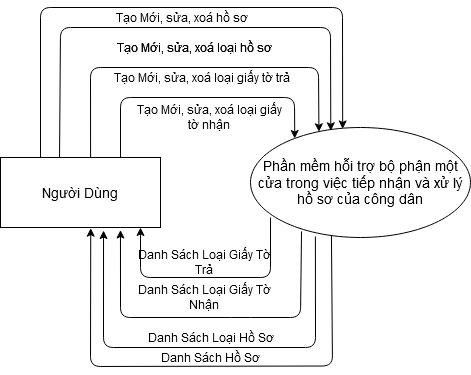 Tạo Mới, sửa, xoá hồ sơ
Tạo Mới, sửa, xoá loại hồ sơ
Tạo Mới, sửa, xoá loại giấy tờ trả
Tạo Mới, sửa, xoá loại giấy
tờ nhận
Người Dùng
Phần mềm hỗi trợ bộ phận một
cửa trong việc tiếp nhận và xử lý
hồ sơ của công dân
Danh Sách Loại Giấy Tờ
Trả
Danh Sách Loại Giấy Tờ
Nhận
Danh Sách Loại Hồ Sơ
Danh Sách Hồ Sơ